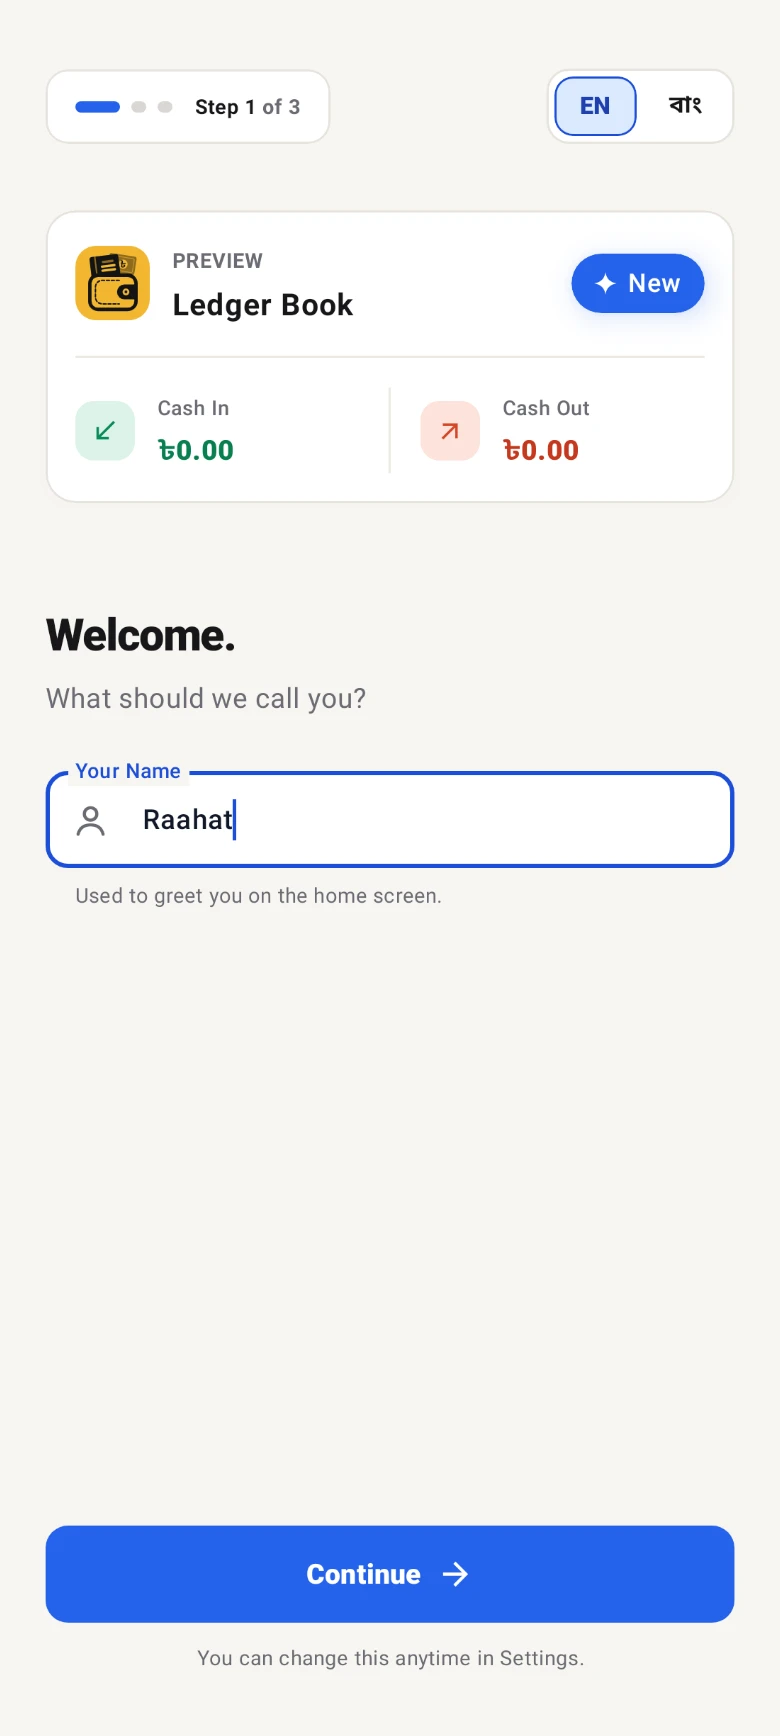 Step 1 of 3
EN
বাং
PREVIEW
Ledger Book
New
Cash In
৳0.00
Cash Out
৳0.00
Welcome.
What should we call you?
Your Name
Raahat
Used to greet you on the home screen.
Continue
You can change this anytime in Settings.